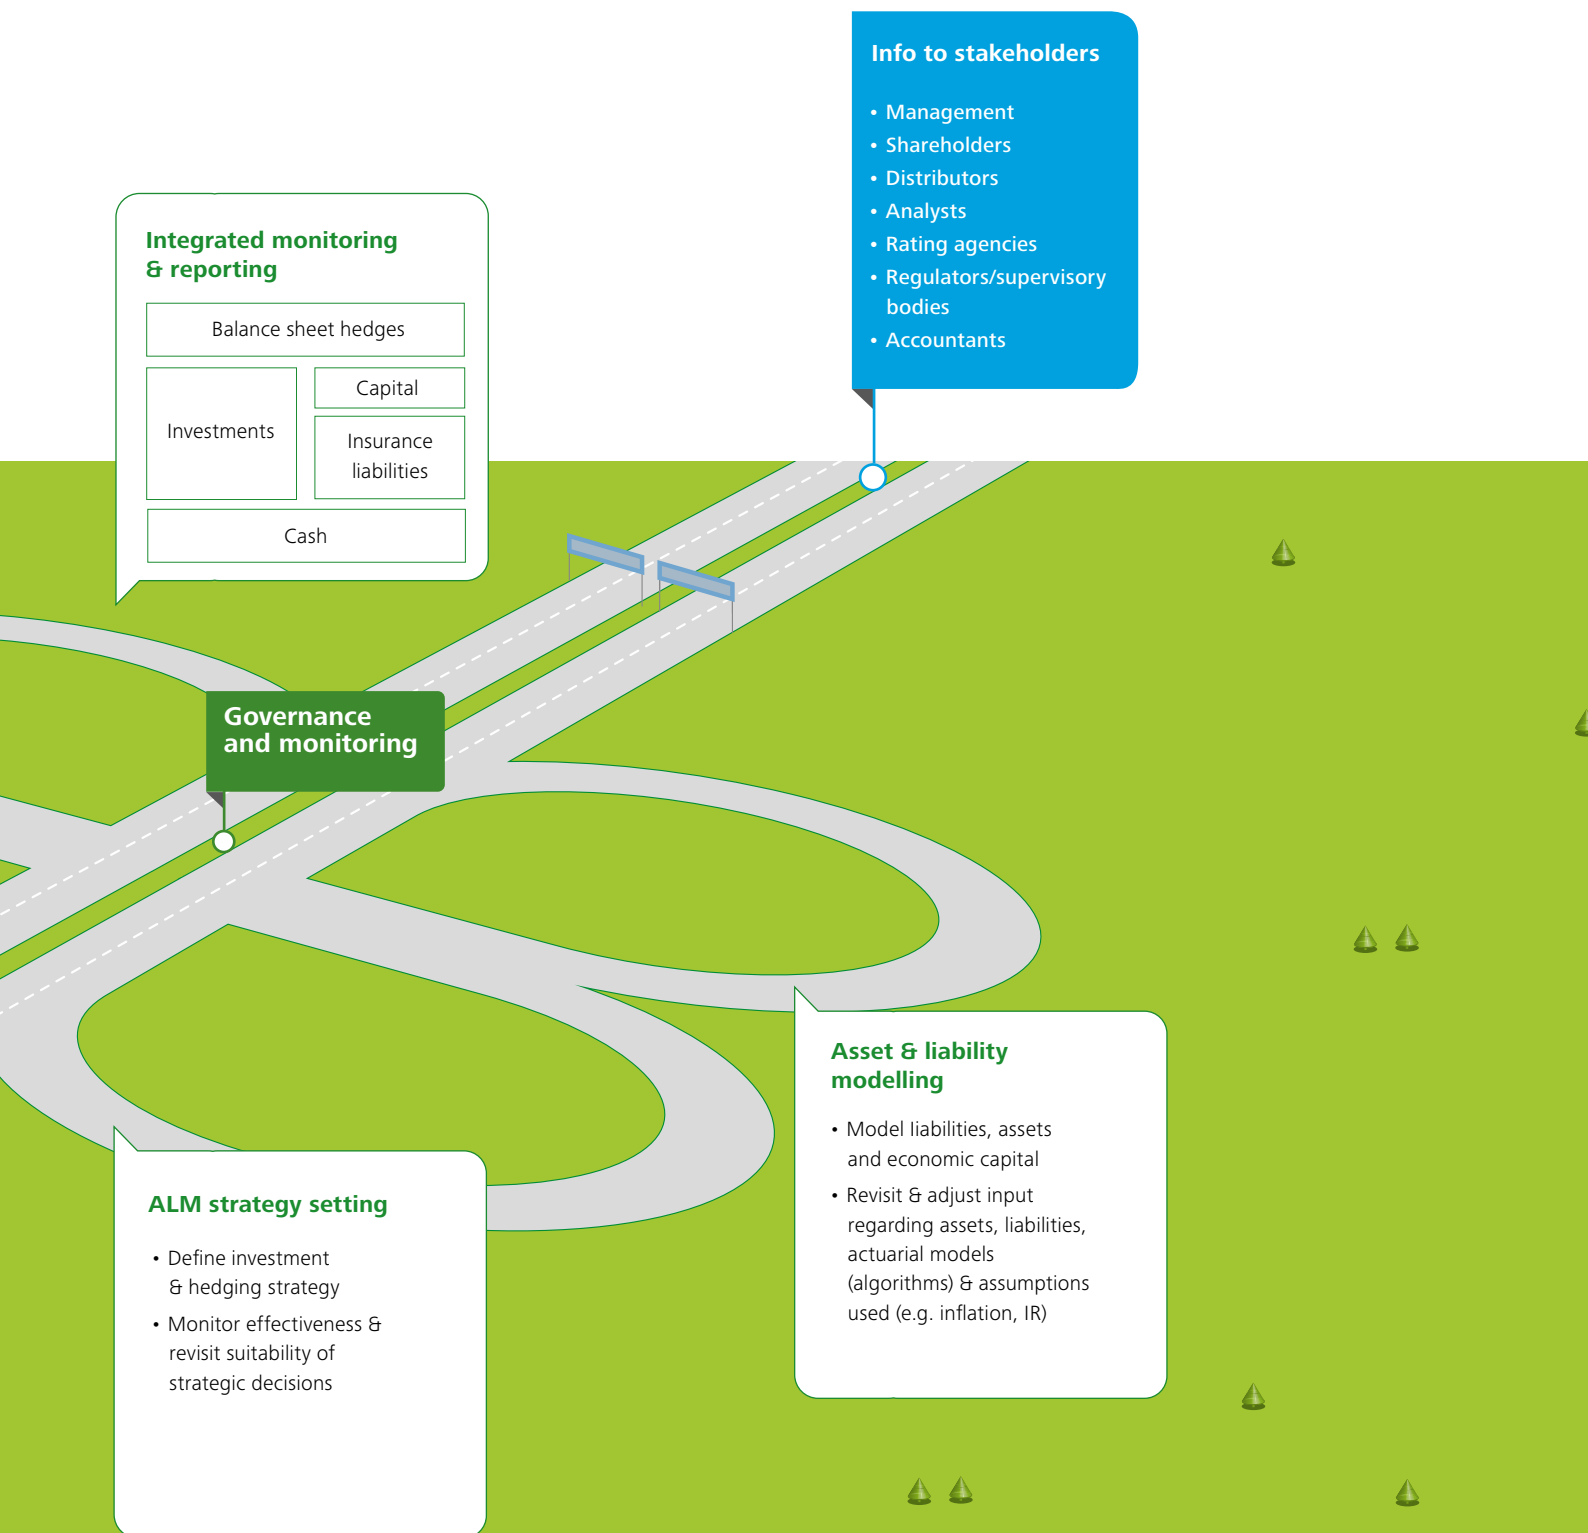 Info to stakeholders
• Management
• Shareholders
• Distributors
• Analysts
• Rating agencies
• Regulators/supervisory
bodies
• Accountants
Integrated monitoring
& reporting
Balance sheet hedges
Investments
Capital
Insurance
liabilities
Cash
Governance
and monitoring
Asset & liability
modelling
• Model liabilities, assets
and economic capital
• Revisit & adjust input
regarding assets, liabilities,
actuarial models
(algorithms) & assumptions
used (e.g. inflation, IR)
ALM strategy setting
• Define investment
& hedging strategy
• Monitor effectiveness &
revisit suitability of
strategic decisions